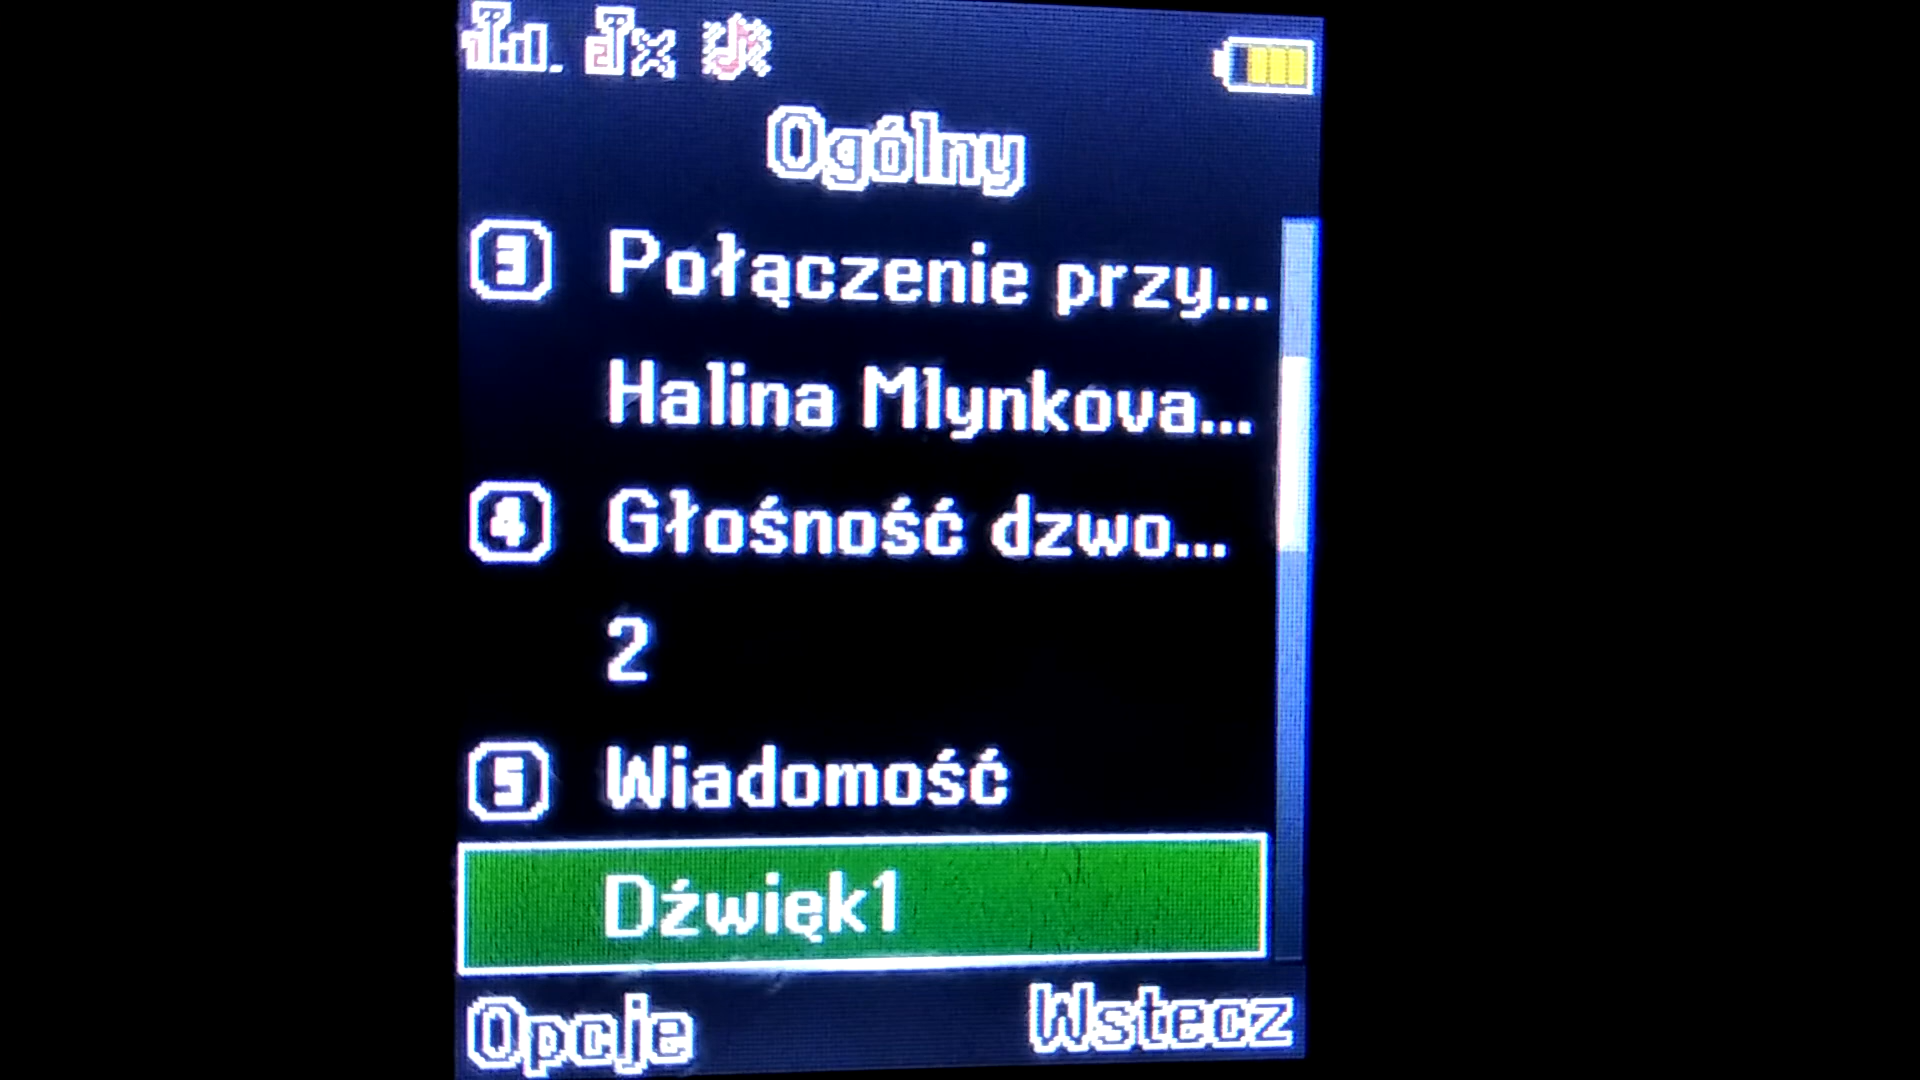 Ogólny
3 Połączenie przy...
Halina Mlynkova...
4 Głośność dzwo...
2
5 Wiadomość
Dźwięk1
Opcje Wstecz